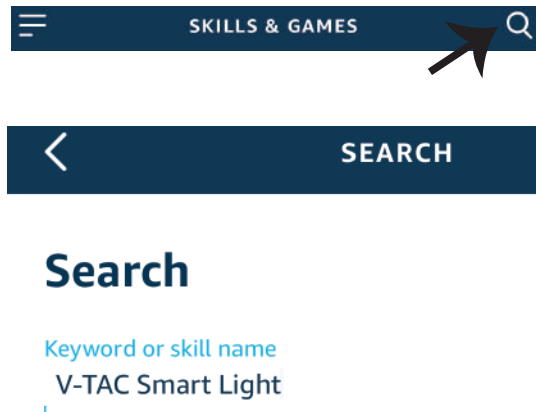 SKILLS & GAMES
SEARCH
Search
Keyword or skill name
V-TAC Smart Light